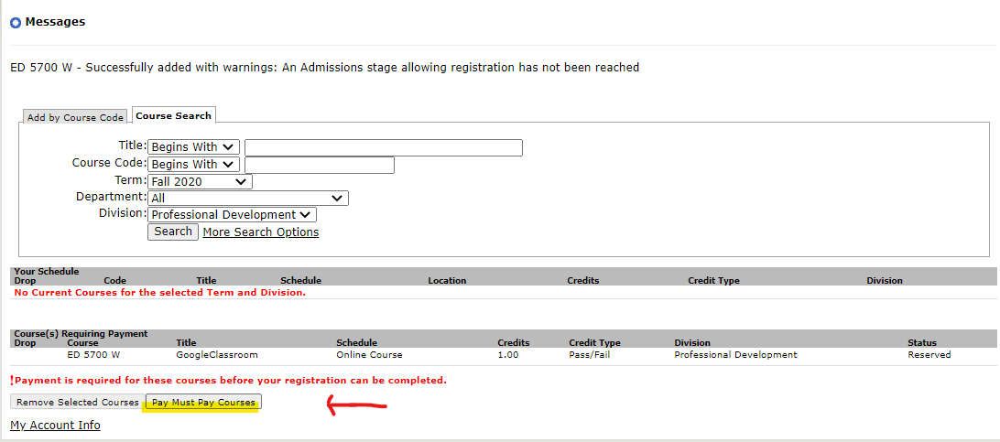 Messages
ED 5700 W - Successfully added with warnings: An Admissions stage allowing registration has not been reached
Add by Course Code Course Search
Title: Begins With
Course Code: Begins With
Term: Fall 2020
Department: All
Division: Professional Development
Search More Search Options
Your Schedule
Drop Code Title Schedule Location Credits Credit Type Division
No Current Courses for the selected Term and Division.
Course(s) Requiring Payment
Drop Course Title Schedule Credits Credit Type Division Status
ED 5700 W GoogleClassroom Online Course 1.00 Pass/Fail Professional Development Reserved
!Payment is required for these courses before your registration can be completed.
Remove Selected Courses Pay Must Pay Courses
My Account Info